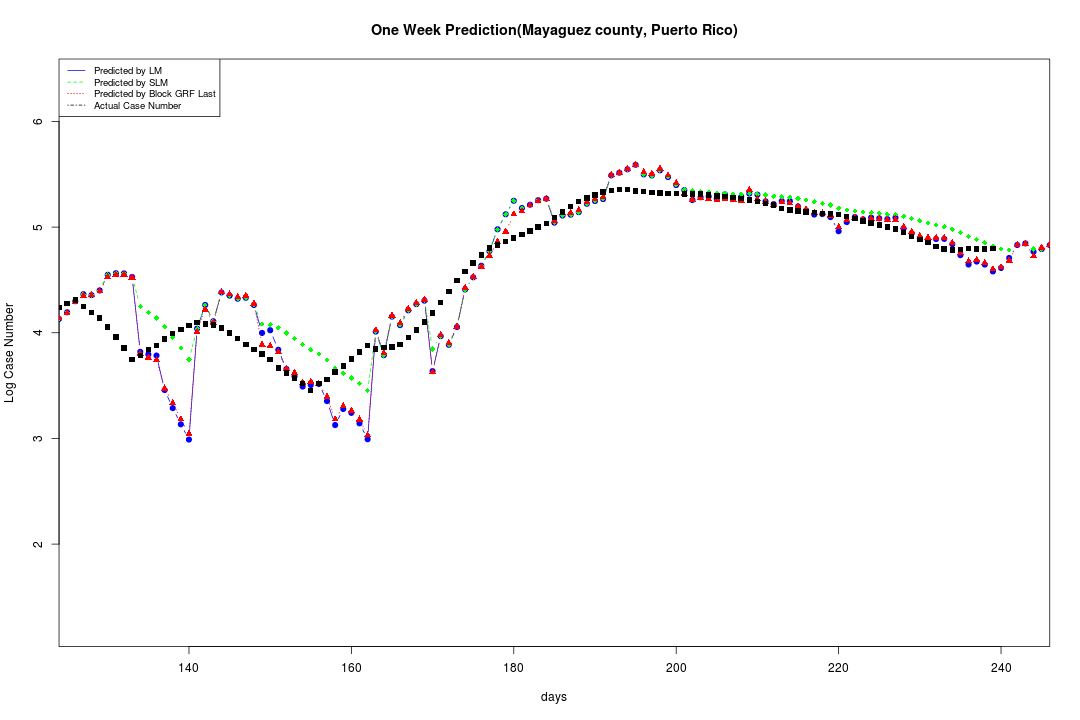 One Week Prediction(Mayaguez county, Puerto Rico)
Predicted by LM
Predicted by SLM
Predicted by Block GRF Last
Actual Case Number
6
5
4
3
2
Log Case Number
140 160 180 200 220 240
days